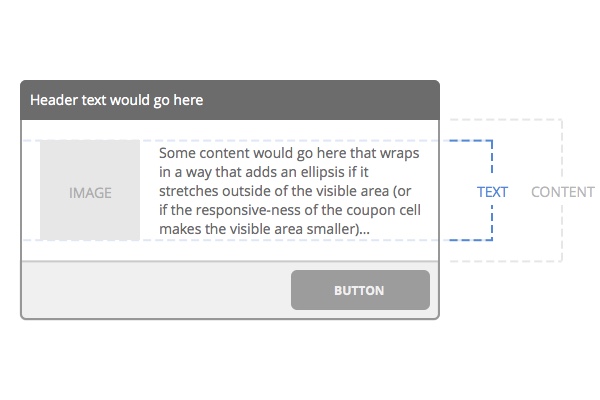 Header text would go here
IMAGE
Some content would go here that wraps
in a way that adds an ellipsis if it
stretches outside of the visible area (or
if the responsive-ness of the coupon cell
makes the visible area smaller)...
TEXT
CONTENT
BUTTON